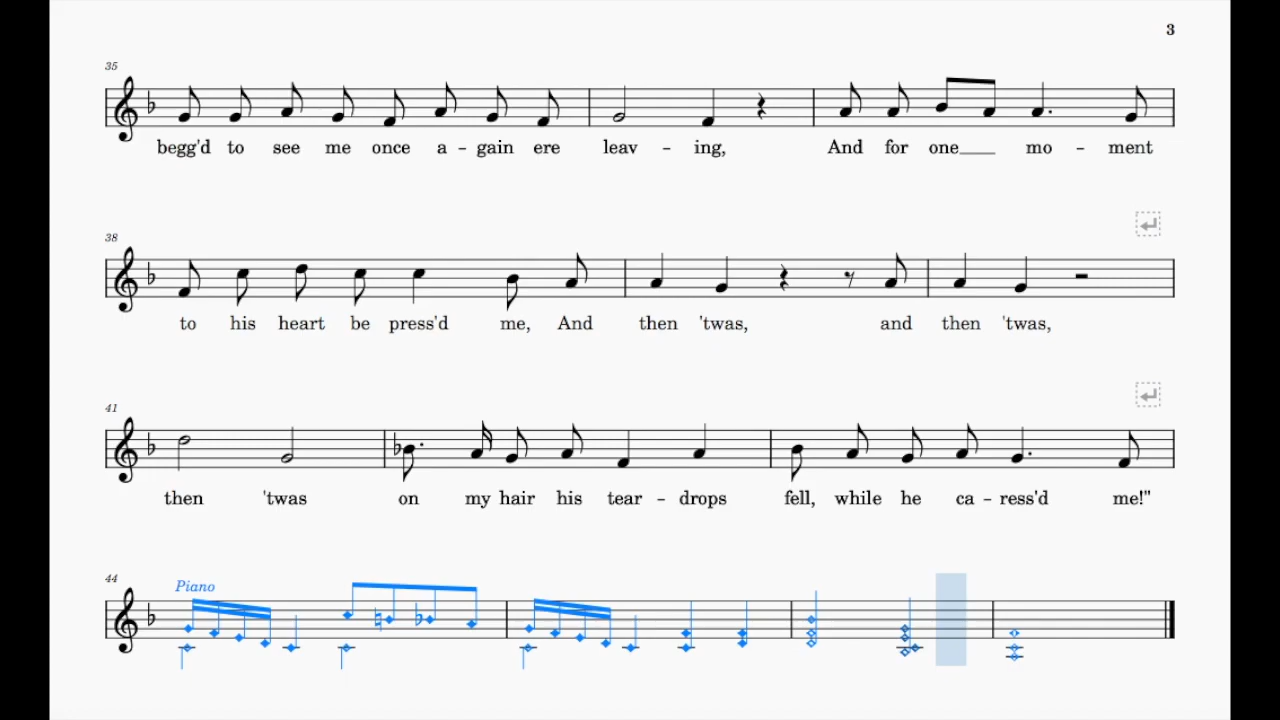 3
35
begg'd to see me once a - gain ere leav - ing, And for one___ mo - ment
38
to his heart be press'd me, And then 'twas, and then 'twas,
41
then 'twas on my hair his tear - drops fell, while he ca - ress'd me!"
44
Piano